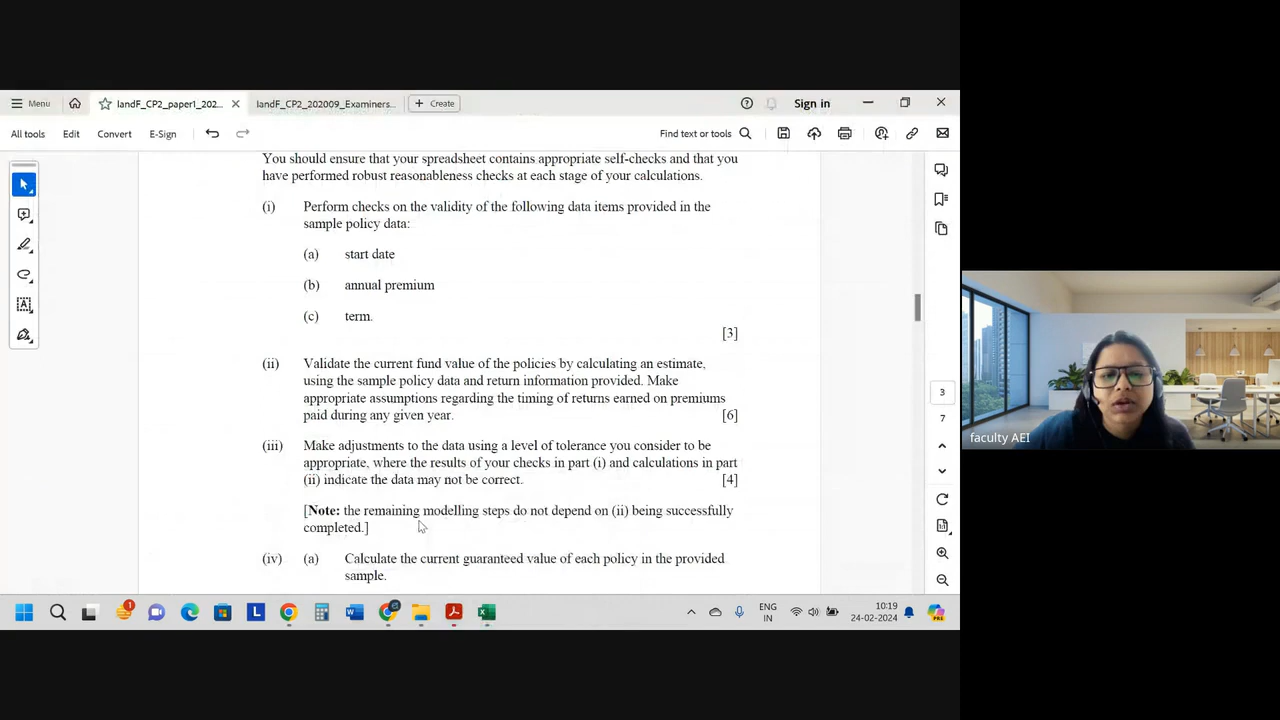 Menu
IandF_CP2_paper1_202...
IandF_CP2_202009_Examiners...
Create
Sign in
All tools
Edit
Convert
E-Sign
Find text or tools
You should ensure that your spreadsheet contains appropriate self-checks and that you
have performed robust reasonableness checks at each stage of your calculations.
(i) Perform checks on the validity of the following data items provided in the
sample policy data:
(a) start date
(b) annual premium
(c) term.
[3]
(ii) Validate the current fund value of the policies by calculating an estimate,
using the sample policy data and return information provided. Make
appropriate assumptions regarding the timing of returns earned on premiums
paid during any given year. [6]
(iii) Make adjustments to the data using a level of tolerance you consider to be
appropriate, where the results of your checks in part (i) and calculations in part
(ii) indicate the data may not be correct. [4]
[Note: the remaining modelling steps do not depend on (ii) being successfully
completed.]
(iv) (a) Calculate the current guaranteed value of each policy in the provided
sample.
3
7
faculty AEI
1
L
ENG
IN
10:19
24-02-2024